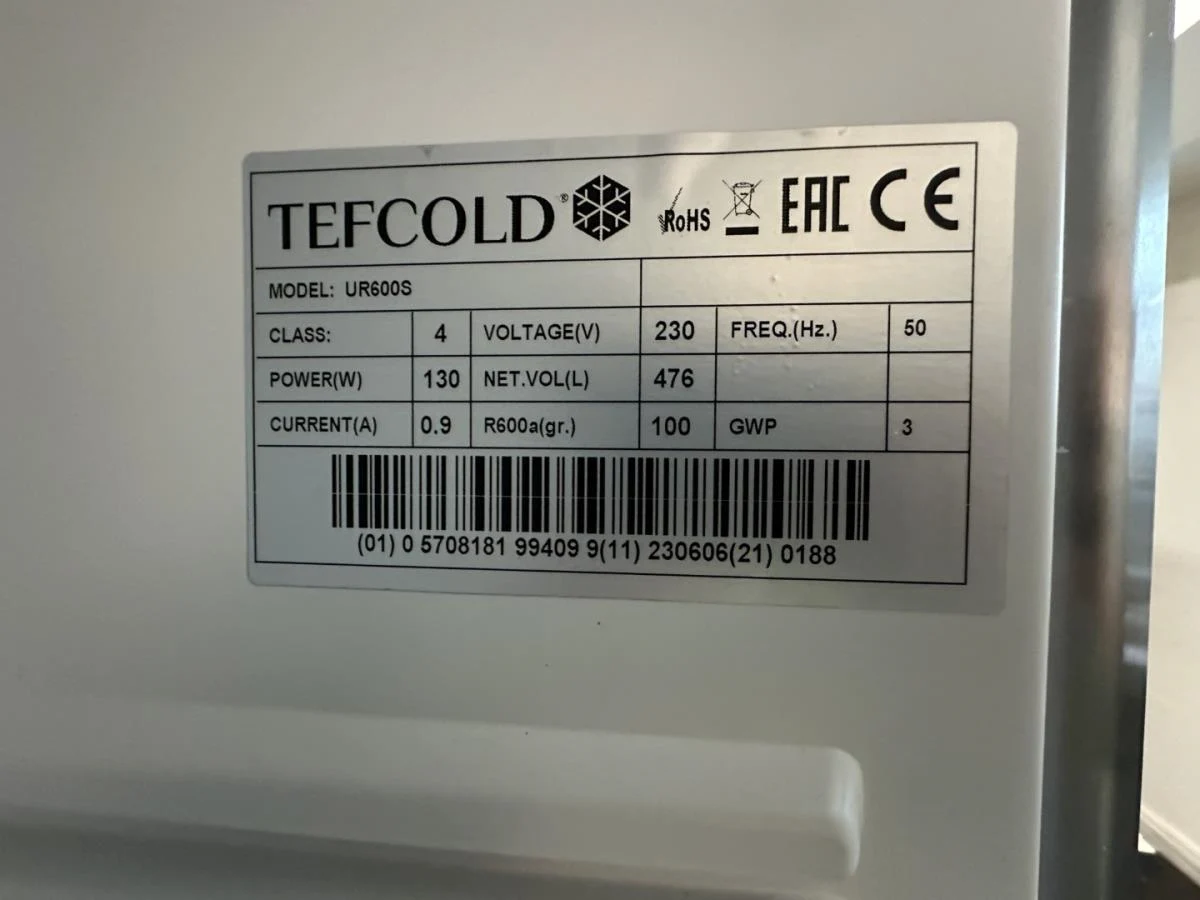 TEFCOLD® RoHS EAC CE
MODEL: UR600S
CLASS: 4 VOLTAGE(V) 230 FREQ.(Hz.) 50
POWER(W) 130 NET.VOL(L) 476
CURRENT(A) 0.9 R600a(gr.) 100 GWP 3
(01) 0 5708181 99409 9(11) 230606(21) 0188